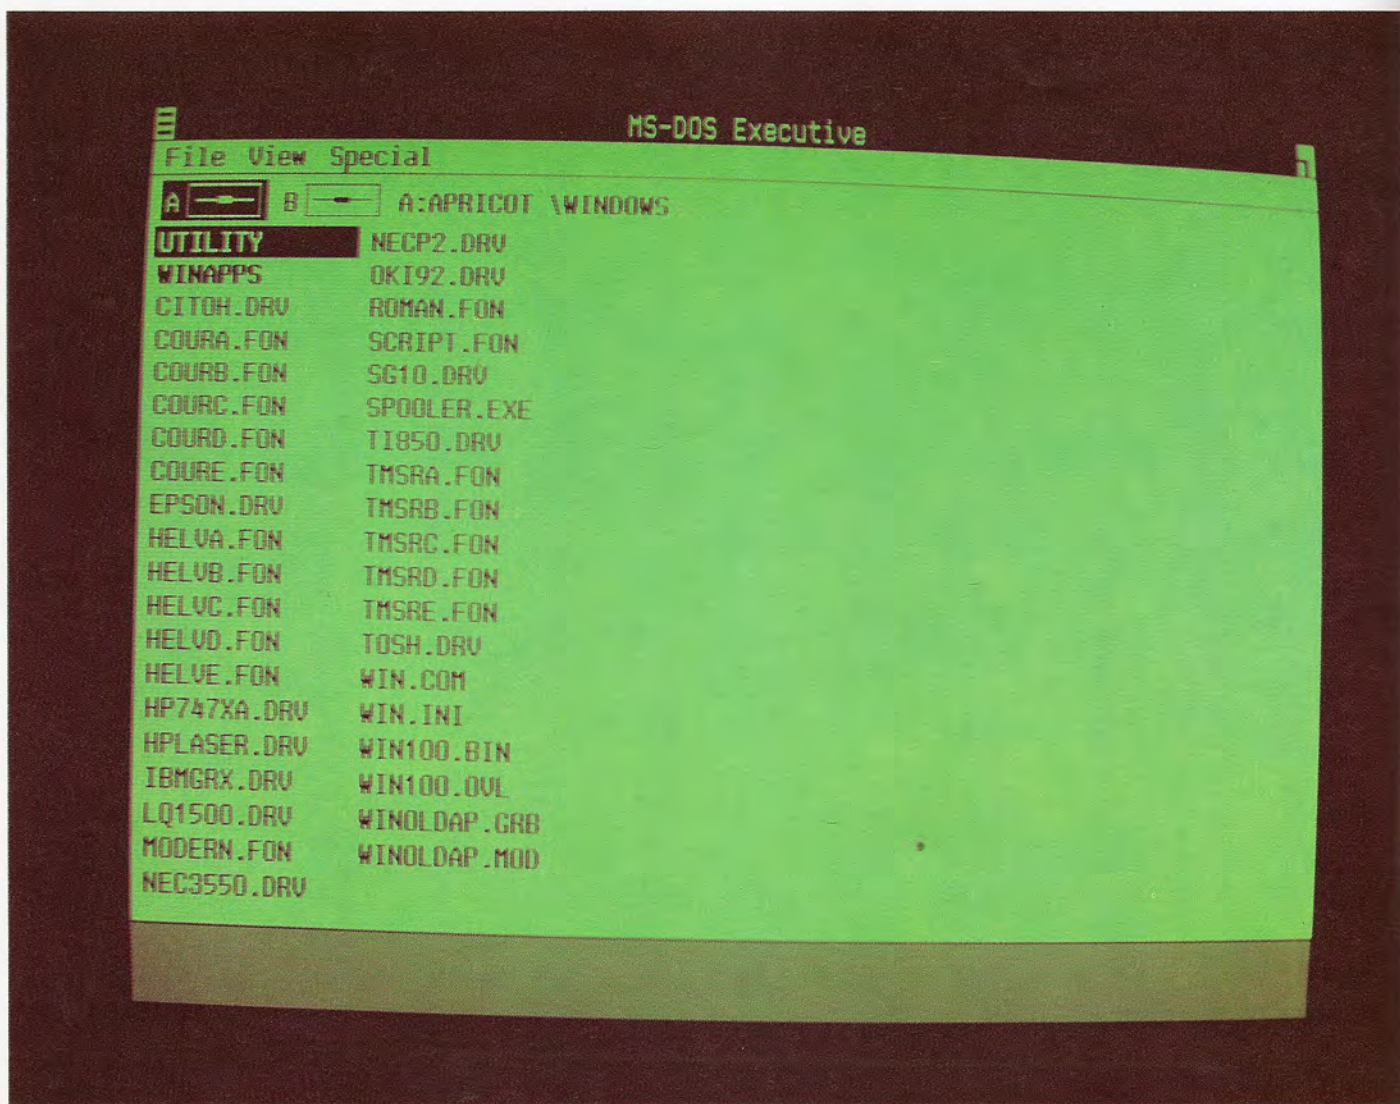 MS-DOS Executive
File View Special
A B A:APRICOT \WINDOWS
UTILITY
WINAPPS
CITOH.DRV
COURA.FON
COURB.FON
COURC.FON
COURD.FON
COURE.FON
EPSON.DRV
HELVA.FON
HELVB.FON
HELVC.FON
HELVD.FON
HELVE.FON
HP747XA.DRV
HPLASER.DRV
IBMGRX.DRV
LQ1500.DRV
MODERN.FON
NEC3550.DRV
NECP2.DRV
OKI92.DRV
ROMAN.FON
SCRIPT.FON
SG10.DRV
SPOOLER.EXE
TI850.DRV
TMSRA.FON
TMSRB.FON
TMSRC.FON
TMSRD.FON
TMSRE.FON
TOSH.DRV
WIN.COM
WIN.INI
WIN100.BIN
WIN100.OVL
WINOLDAP.GRB
WINOLDAP.MOD